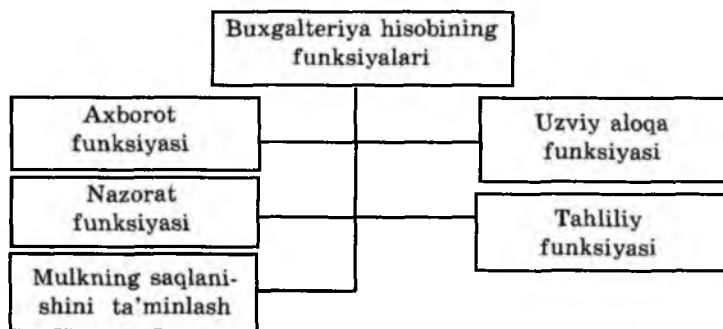 Buxgalteriya hisobining
funksiyalari
Axborot
funksiyasi
Uzviy aloqa
funksiyasi
Nazorat
funksiyasi
Tahliliy
funksiyasi
Mulkning saqlani-
shini ta'minlash